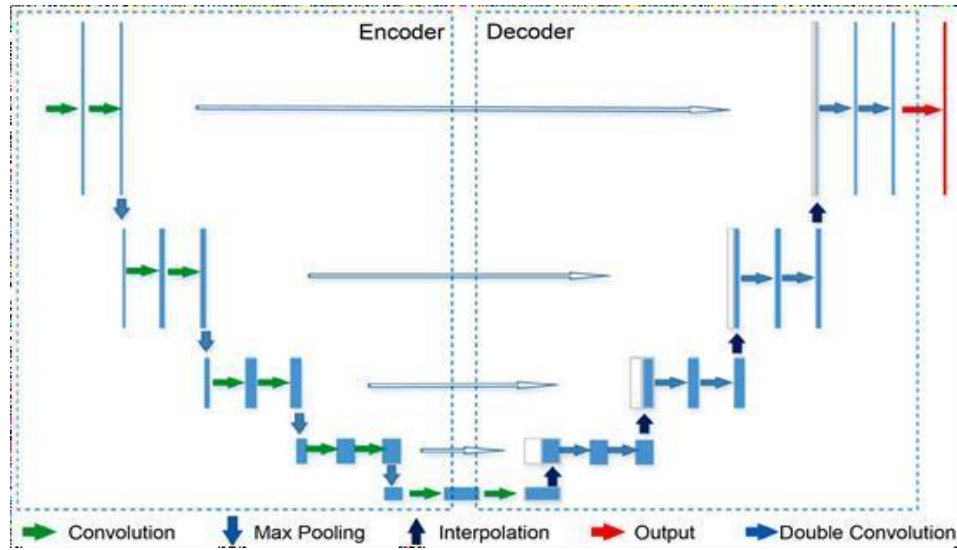 Encoder Decoder
Convolution Max Pooling Interpolation Output Double Convolution